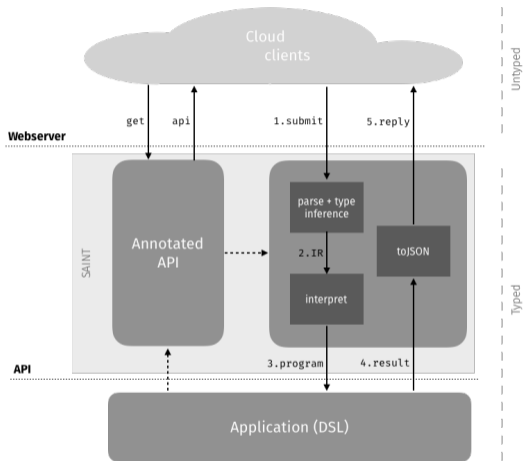 Cloud
clients
Untyped
get
api
1.submit
5.reply
Webserver
SAINT
Annotated
API
parse + type
inference
2.IR
interpret
toJSON
Typed
3.program
4.result
API
Application (DSL)